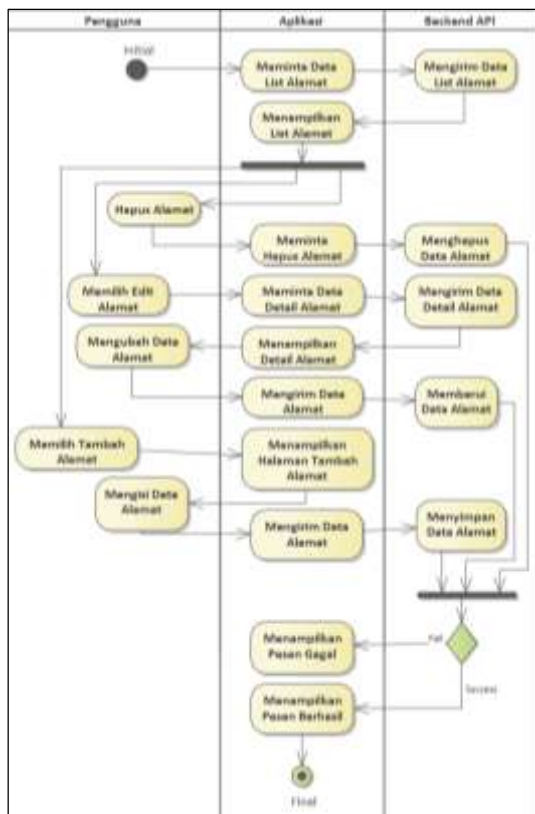 Pengguna
Aplikasi
Backend API
Initial
Meminta Data
List Alamat
Mengirim Data
List Alamat
Menampilkan
List Alamat
Hapus Alamat
Meminta
Hapus Alamat
Menghapus
Data Alamat
Memilih Edit
Alamat
Meminta Data
Detail Alamat
Mengirim Data
Detail Alamat
Mengubah Data
Alamat
Menampilkan
Detail Alamat
Mengirim Data
Alamat
Membarui
Data Alamat
Memilih Tambah
Alamat
Menampilkan
Halaman Tambah
Alamat
Mengisi Data
Alamat
Mengirim Data
Alamat
Menyimpan
Data Alamat
Menampilkan
Pesan Gagal
Fail
Success
Menampilkan
Pesan Berhasil
Final